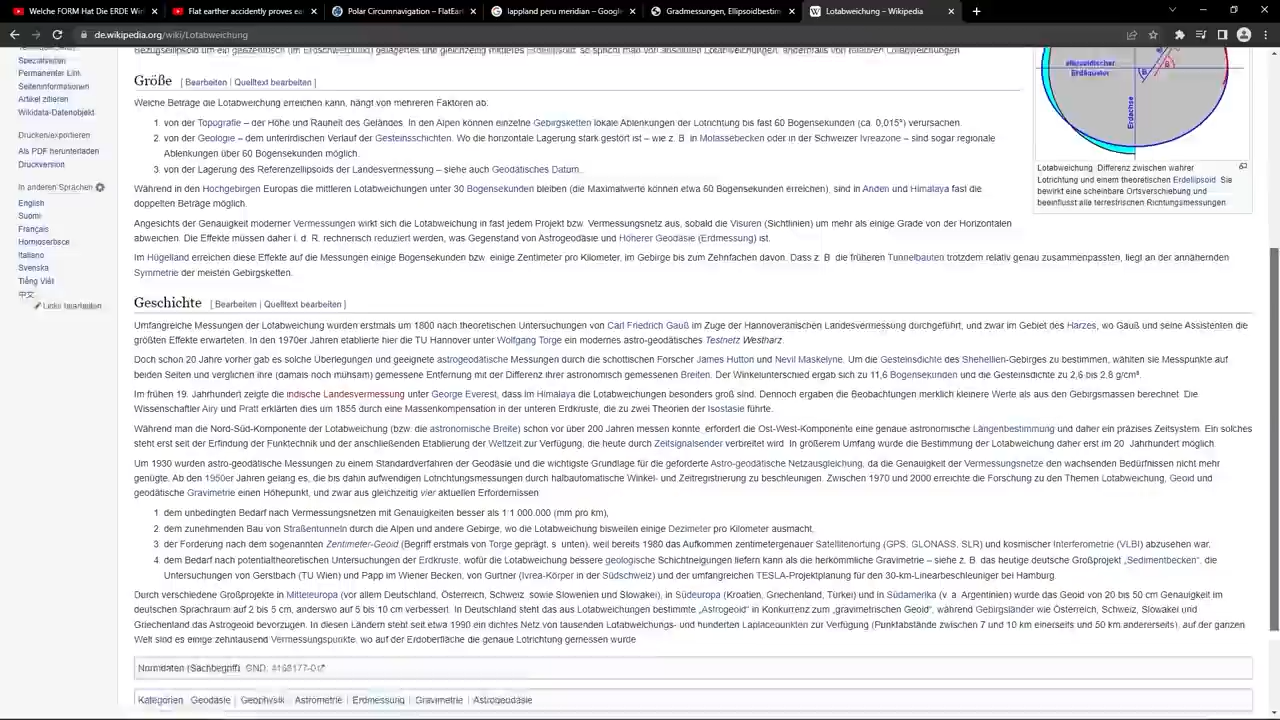 Welche FORM Hat Die ERDE Wir
Flat earther accidently proves ea
Polar Circumnavigation – FlatEar
lappland peru meridian – Google
Gradmessungen, Ellipsoidbestim
Lotabweichung – Wikipedia
de.wikipedia.org/wiki/Lotabweichung
Spezialseiten
Permanenter Link
Seiteninformationen
Artikel zitieren
Wikidata-Datenobjekt
Drucken/exportieren
Als PDF herunterladen
Druckversion
In anderen Sprachen
English
Suomi
Français
Italiano
Svenska
Tiếng Việt
中文
Links bearbeiten
Größe [ Bearbeiten | Quelltext bearbeiten ]
Welche Beträge die Lotabweichung erreichen kann, hängt von mehreren Faktoren ab:
1. von der Topografie – der Höhe und Rauheit des Geländes. In den Alpen können einzelne Gebirgsketten lokale Ablenkungen der Lotrichtung bis fast 60 Bogensekunden (ca. 0,015°) verursachen.
2. von der Geologie – dem unterirdischen Verlauf der Gesteinsschichten. Wo die horizontale Lagerung stark gestört ist – wie z. B. in Molassebecken oder in der Schweizer Ivreazone – sind sogar regionale
Ablenkungen über 60 Bogensekunden möglich.
3. von der Lagerung des Referenzellipsoids der Landesvermessung – siehe auch Geodätisches Datum.
Während in den Hochgebirgen Europas die mittleren Lotabweichungen unter 30 Bogensekunden bleiben (die Maximalwerte können etwa 60 Bogensekunden erreichen), sind in Anden und Himalaya fast die
doppelten Beträge möglich.
Angesichts der Genauigkeit moderner Vermessungen wirkt sich die Lotabweichung in fast jedem Projekt bzw. Vermessungsnetz aus, sobald die Visuren (Sichtlinien) um mehr als einige Grade von der Horizontalen
abweichen. Die Effekte müssen daher i. d. R. rechnerisch reduziert werden, was Gegenstand von Astrogeodäsie und Höherer Geodäsie (Erdmessung) ist.
Im Hügelland erreichen diese Effekte auf die Messungen einige Bogensekunden bzw. einige Zentimeter pro Kilometer, im Gebirge bis zum Zehnfachen davon. Dass z. B. die früheren Tunnelbauten trotzdem relativ genau zusammenpassten, liegt an der annähernden
Symmetrie der meisten Gebirgsketten.
ellipsoidischer
Erdäquator
Erdachse
B
B
Lotabweichung: Differenz zwischen wahrer
Lotrichtung und einem theoretischen Erdellipsoid. Sie
bewirkt eine scheinbare Ortsverschiebung und
beeinflusst alle terrestrischen Richtungsmessungen.
Geschichte [ Bearbeiten | Quelltext bearbeiten ]
Umfangreiche Messungen der Lotabweichung wurden erstmals um 1800 nach theoretischen Untersuchungen von Carl Friedrich Gauß im Zuge der Hannoveranischen Landesvermessung durchgeführt, und zwar im Gebiet des Harzes, wo Gauß und seine Assistenten die
größten Effekte erwarteten. In den 1970er Jahren etablierte hier die TU Hannover unter Wolfgang Torge ein modernes astro-geodätisches Testnetz Westharz.
Doch schon 20 Jahre vorher gab es solche Überlegungen und geeignete astrogeodätische Messungen durch die schottischen Forscher James Hutton und Nevil Maskelyne. Um die Gesteinsdichte des Shehellien-Gebirges zu bestimmen, wählten sie Messpunkte auf
beiden Seiten und verglichen ihre (damals noch mühsam) gemessene Entfernung mit der Differenz ihrer astronomisch gemessenen Breiten. Der Winkelunterschied ergab sich zu 11,6 Bogensekunden und die Gesteinsdichte zu 2,6 bis 2,8 g/cm³.
Im frühen 19. Jahrhundert zeigte die indische Landesvermessung unter George Everest, dass im Himalaya die Lotabweichungen besonders groß sind. Dennoch ergaben die Beobachtungen merklich kleinere Werte als aus den Gebirgsmassen berechnet. Die
Wissenschaftler Airy und Pratt erklärten dies um 1855 durch eine Massenkompensation in der unteren Erdkruste, die zu zwei Theorien der Isostasie führte.
Während man die Nord-Süd-Komponente der Lotabweichung (bzw. die astronomische Breite) schon vor über 200 Jahren messen konnte, erfordert die Ost-West-Komponente eine genaue astronomische Längenbestimmung und daher ein präzises Zeitsystem. Ein solches
steht erst seit der Erfindung der Funktechnik und der anschließenden Etablierung der Weltzeit zur Verfügung, die heute durch Zeitsignalsender verbreitet wird. In größerem Umfang wurde die Bestimmung der Lotabweichung daher erst im 20. Jahrhundert möglich.
Um 1930 wurden astro-geodätische Messungen zu einem Standardverfahren der Geodäsie und die wichtigste Grundlage für die geforderte Astro-geodätische Netzausgleichung, da die Genauigkeit der Vermessungsnetze den wachsenden Bedürfnissen nicht mehr
genügte. Ab den 1950er Jahren gelang es, die bis dahin aufwendigen Lotrichtungsmessungen durch halbautomatische Winkel- und Zeitregistrierung zu beschleunigen. Zwischen 1970 und 2000 erreichte die Forschung zu den Themen Lotabweichung, Geoid und
geodätische Gravimetrie einen Höhepunkt, und zwar aus gleichzeitig vier aktuellen Erfordernissen
1. dem unbedingten Bedarf nach Vermessungsnetzen mit Genauigkeiten besser als 1:1.000.000 (mm pro km),
2. dem zunehmenden Bau von Straßentunneln durch die Alpen und andere Gebirge, wo die Lotabweichung bisweilen einige Dezimeter pro Kilometer ausmacht,
3. der Forderung nach dem sogenannten Zentimeter-Geoid (Begriff erstmals von Torge geprägt, s. unten), weil bereits 1980 das Aufkommen zentimetergenauer Satellitenortung (GPS, GLONASS, SLR) und kosmischer Interferometrie (VLBI) abzusehen war.
4. dem Bedarf nach potentialtheoretischen Untersuchungen der Erdkruste, wofür die Lotabweichung bessere geologische Schichtneigungen liefern kann als die herkömmliche Gravimetrie – siehe z. B. das heutige deutsche Großprojekt „Sedimentbecken“, die
Untersuchungen von Gerstbach (TU Wien) und Papp im Wiener Becken, von Gurtner (Ivrea-Körper in der Südschweiz) und der umfangreichen TESLA-Projektplanung für den 30-km-Linearbeschleuniger bei Hamburg.
Durch verschiedene Großprojekte in Mitteleuropa (vor allem Deutschland, Österreich, Schweiz, sowie Slowenien und Slowakei), in Südeuropa (Kroatien, Griechenland, Türkei) und in Südamerika (v. a. Argentinien) wurde das Geoid von 20 bis 50 cm Genauigkeit im
deutschen Sprachraum auf 2 bis 5 cm, anderswo auf 5 bis 10 cm verbessert. In Deutschland steht das aus Lotabweichungen bestimmte „Astrogeoid“ in Konkurrenz zum „gravimetrischen Geoid“, während Gebirgsländer wie Österreich, Schweiz, Slowakei und
Griechenland das Astrogeoid bevorzugen. In diesen Ländern steht seit etwa 1990 ein dichtes Netz von tausenden Lotabweichungs- und hunderten Laplacepunkten zur Verfügung (Punktabstände zwischen 7 und 10 km einerseits und 50 km andererseits), auf der ganzen
Welt sind es einige zehntausend Vermessungspunkte, wo auf der Erdoberfläche die genaue Lotrichtung gemessen wurde.
Normdaten (Sachbegriff): GND: 4168177-0
Kategorien: Geodäsie | Geophysik | Astrometrie | Erdmessung | Gravimetrie | Astrogeodäsie